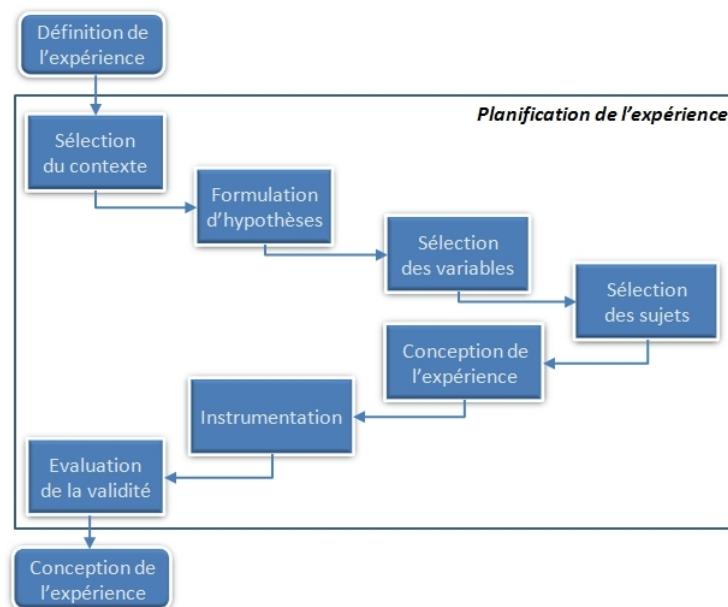 Définition de
l'expérience
Planification de l'expérience
Sélection
du contexte
Formulation
d'hypothèses
Sélection
des variables
Sélection
des sujets
Conception de
l'expérience
Instrumentation
Evaluation
de la validité
Conception de
l'expérience